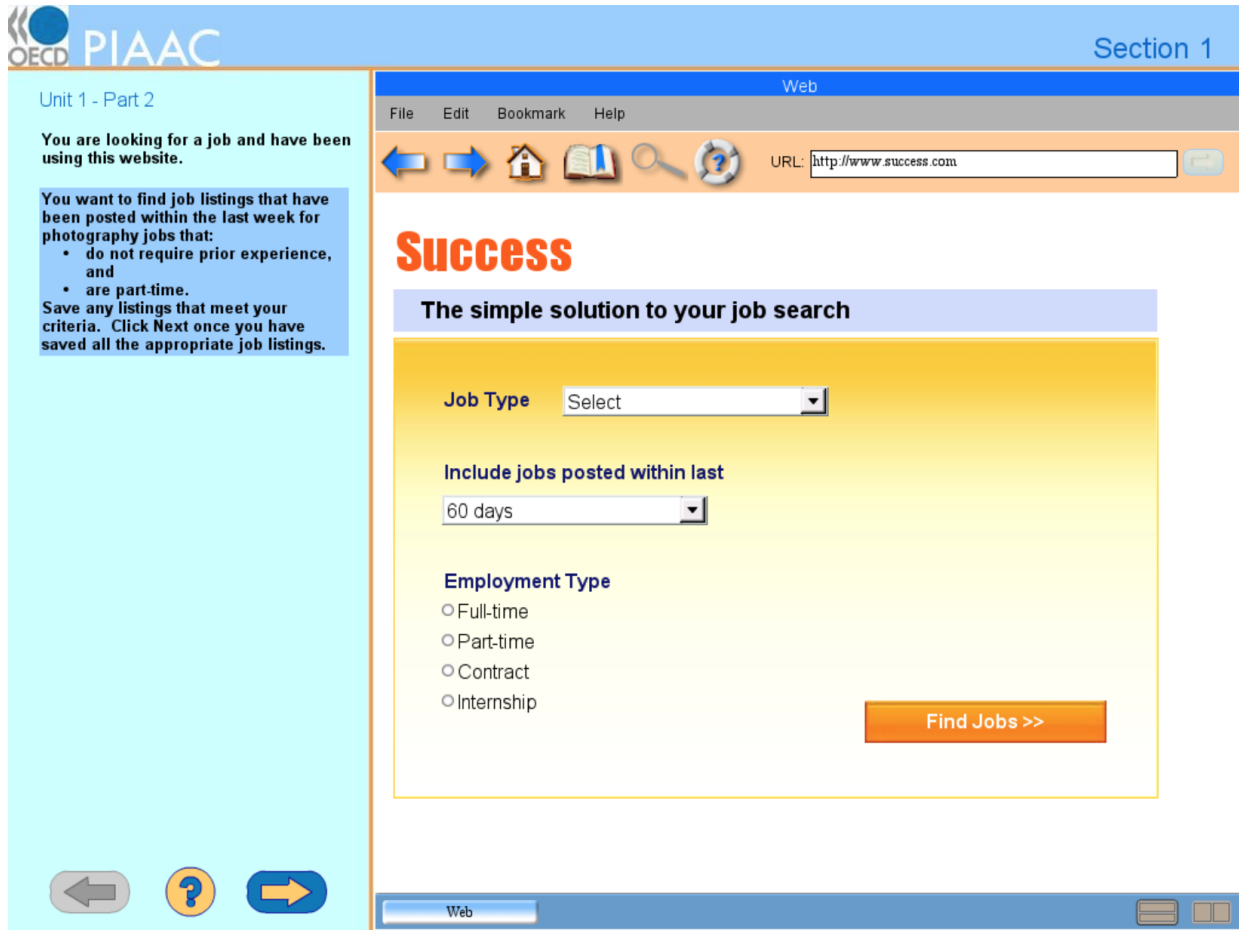 OECD PIAAC
Section 1
Unit 1 - Part 2
You are looking for a job and have been
using this website.
You want to find job listings that have
been posted within the last week for
photography jobs that:
• do not require prior experience,
and
• are part-time.
Save any listings that meet your
criteria. Click Next once you have
saved all the appropriate job listings.
Web
File Edit Bookmark Help
? URL: http://www.success.com
Success
The simple solution to your job search
Job Type Select
Include jobs posted within last
60 days
Employment Type
Full-time
Part-time
Contract
Internship
Find Jobs >>
?
Web